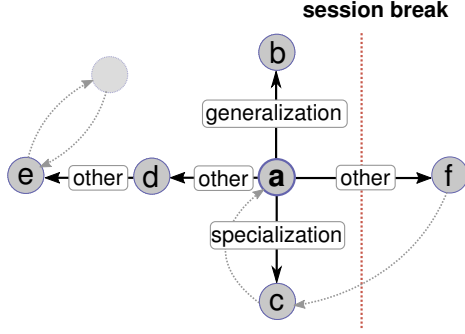 session break
b
generalization
e other d other a other f
specialization
c